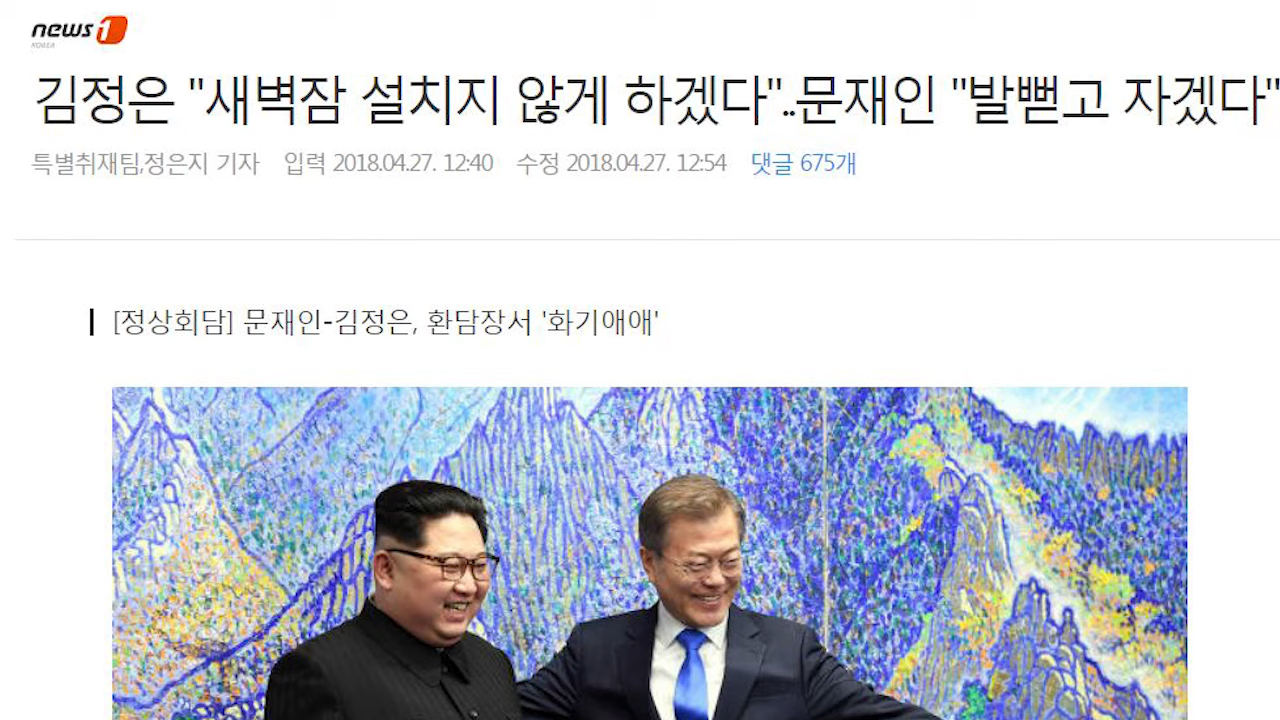 news1
KOREA
김정은 "새벽잠 설치지 않게 하겠다"..문재인 "발뻗고 자겠다"
특별취재팀,정은지 기자 입력 2018.04.27. 12:40 수정 2018.04.27. 12:54 댓글 675개
[정상회담] 문재인-김정은, 환담장서 '화기애애'